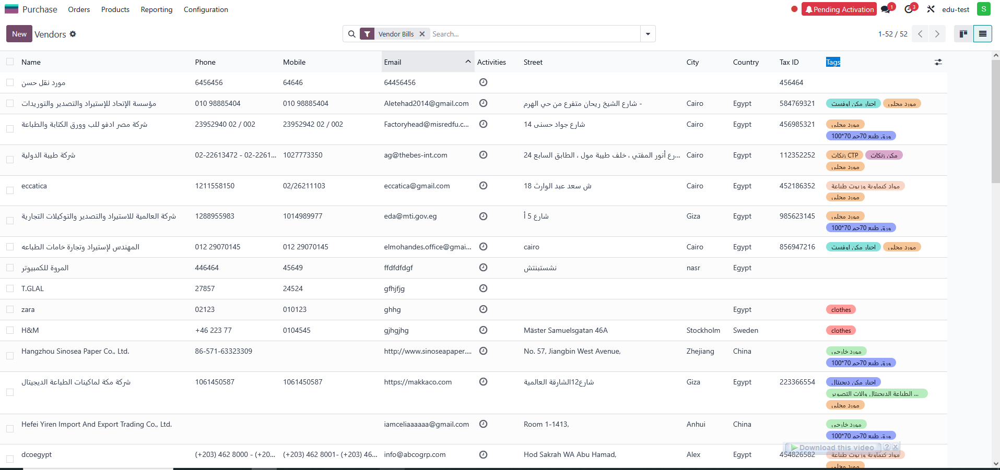 Purchase Orders Products Reporting Configuration Pending Activation 1 3 edu-test S
New Vendors Vendor Bills Search... 1-52 / 52
Name Phone Mobile Email Activities Street City Country Tax ID Tags
مورد نقل حسن 6456456 64646 64456456 456464
مؤسسة الإتحاد للإستيراد والتصدير والتوريدات 010 98885404 010 98885404 Aletehad2014@gmail.com شارع الشيخ ريحان متفرع من حي الهرم - Cairo Egypt 584769321 احبار مكن اوفست مورد محلي
شركة مصر ادفو للب وورق الكتابة والطباعة 23952940 02 / 002 23952942 02 / 002 Factoryhead@misredfu.c... 14 شارع جواد حسنى Cairo Egypt 456985321 مورد محلي
ورق طبع 70جم 70*100
شركة طيبة الدولية 02-22613472 - 02-2261... 1027773350 ag@thebes-int.com 24 رع أنور المفتي ، خلف طيبة مول ، الطابق السابع... Cairo Egypt 112352252 زنكات CTP مكن زنكات
مورد محلي
eccatica 1211558150 02/26211103 eccatica@gmail.com 18 ش سعد عبد الوارث Cairo Egypt 452186352 مواد كيماوية وزيوت طباعة
مورد محلي
شركة العالمية للاستيراد والتصدير والتوكيلات التجارية 1288955983 1014989977 eda@mti.gov.eg شارع 5 أ Giza Egypt 985623145 مورد محلي
ورق طبع 70جم 70*100
المهندس لإستيراد وتجارة خامات الطباعه 012 29070145 012 29070145 elmohandes.office@gmai... cairo Cairo Egypt 856947216 احبار مكن اوفست مورد محلي
المروة للكمبيوتر 446464 45649 ffdfdfdgf نشستبنتش nasr Egypt
T.GLAL 27857 24524 gfhjfjg
zara 02123 010123 ghhg Egypt clothes
H&M +46 223 77 0104545 gjhgjhg Mäster Samuelsgatan 46A Stockholm Sweden clothes
Hangzhou Sinosea Paper Co., Ltd. 86-571-63323309 http://www.sinoseapaper.... No. 57, Jiangbin West Avenue, Zhejiang China مورد خارجي
ورق طبع 70جم 70*100
شركة مكة لماكينات الطباعة الديجيتال 1061450587 1061450587 https://makkaco.com شارع12الشارقة العالمية Giza Egypt 223366554 احبار مكن ديجيتال
الطباعة الديجيتال والات التصوير ...
مورد محلي
Hefei Yiren Import And Export Trading Co., Ltd. iamceliaaaaaa@gmail.com Room 1-1413, Anhui China مورد خارجي
ورق طبع 70جم 70*100
Download this video ?
dcoegypt (+203) 462 8000 - (+20... (+203) 462 8001- (+203) 46... info@abcogrp.com Hod Sakrah WA Abu Hamad, Alex Egypt 454826582 مواد كيماوية وزيوت طباعة
مورد محلي